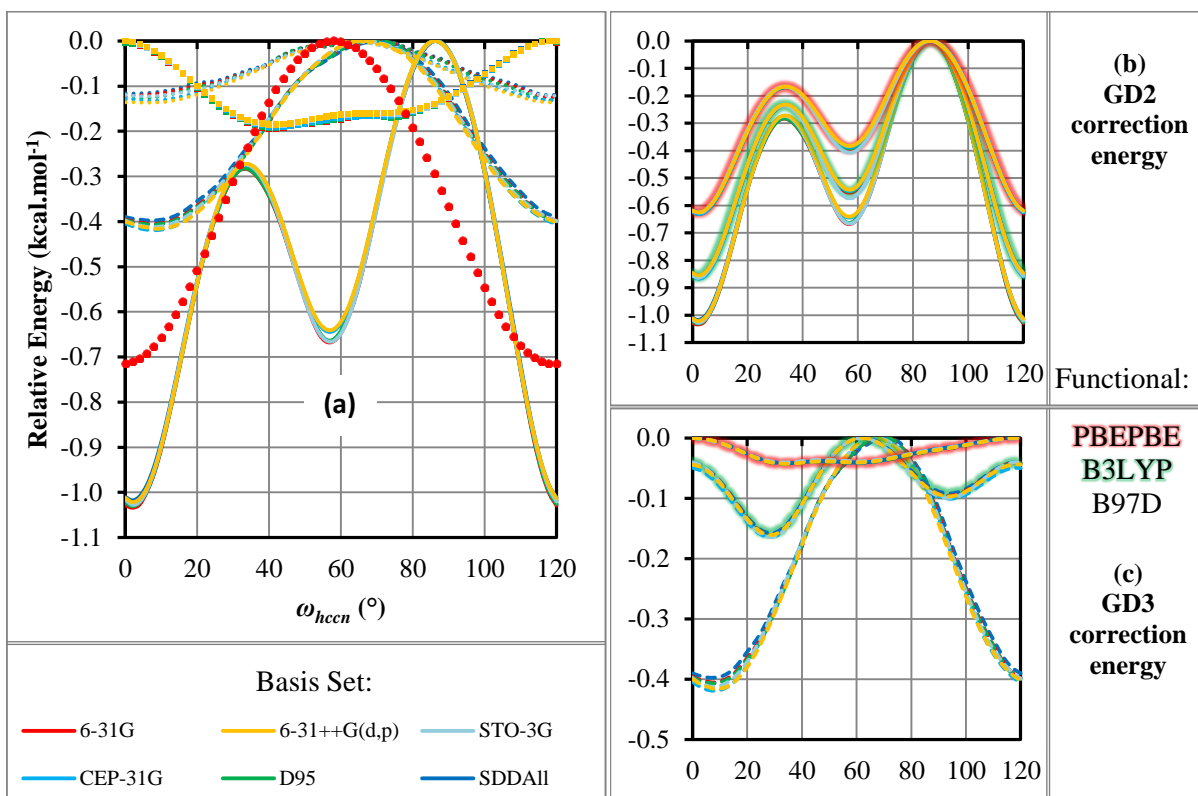 Relative Energy (kcal.mol-1)
0.0
-0.1
-0.2
-0.3
-0.4
-0.5
-0.6
-0.7
-0.8
-0.9
-1.0
-1.1
(a)
0 20 40 60 80 100 120
ωhccn (°)
Basis Set:
6-31G 6-31++G(d,p) STO-3G
CEP-31G D95 SDDAll
0.0
-0.1
-0.2
-0.3
-0.4
-0.5
-0.6
-0.7
-0.8
-0.9
-1.0
-1.1
0 20 40 60 80 100 120
(b)
GD2
correction
energy
Functional:
0.0
-0.1
-0.2
-0.3
-0.4
-0.5
0 20 40 60 80 100 120
PBEPBE
B3LYP
B97D
(c)
GD3
correction
energy